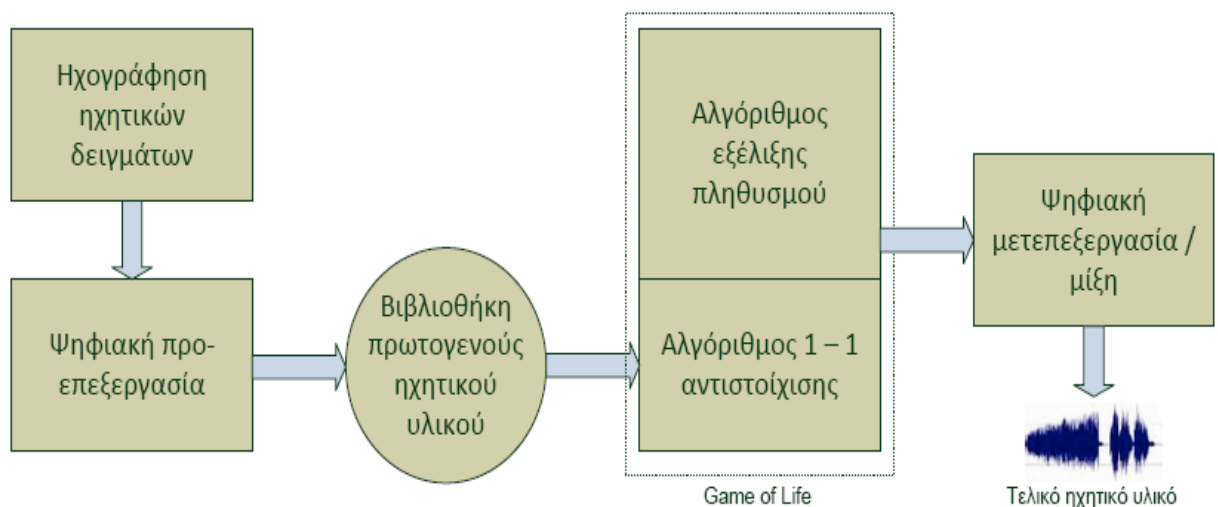 Ηχογράφηση
ηχητικών
δειγμάτων
Ψηφιακή προ-
επεξεργασία
Βιβλιοθήκη
πρωτογενούς
ηχητικού
υλικού
Αλγόριθμος
εξέλιξης
πληθυσμού
Αλγόριθμος 1 – 1
αντιστοίχισης
Game of Life
Ψηφιακή
μετεπεξεργασία /
μίξη
Τελικό ηχητικό υλικό